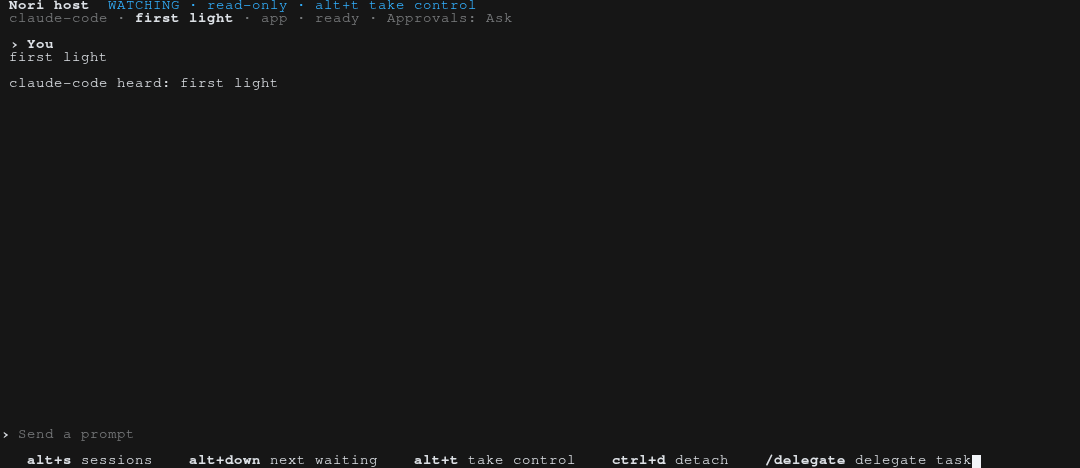 Nori host  WATCHING · read-only · alt+t take control
claude-code · first light · app · ready · Approvals: Ask
› You
first light
claude-code heard: first light
› Send a prompt
alt+s sessions    alt+down next waiting    alt+t take control    ctrl+d detach    /delegate delegate task